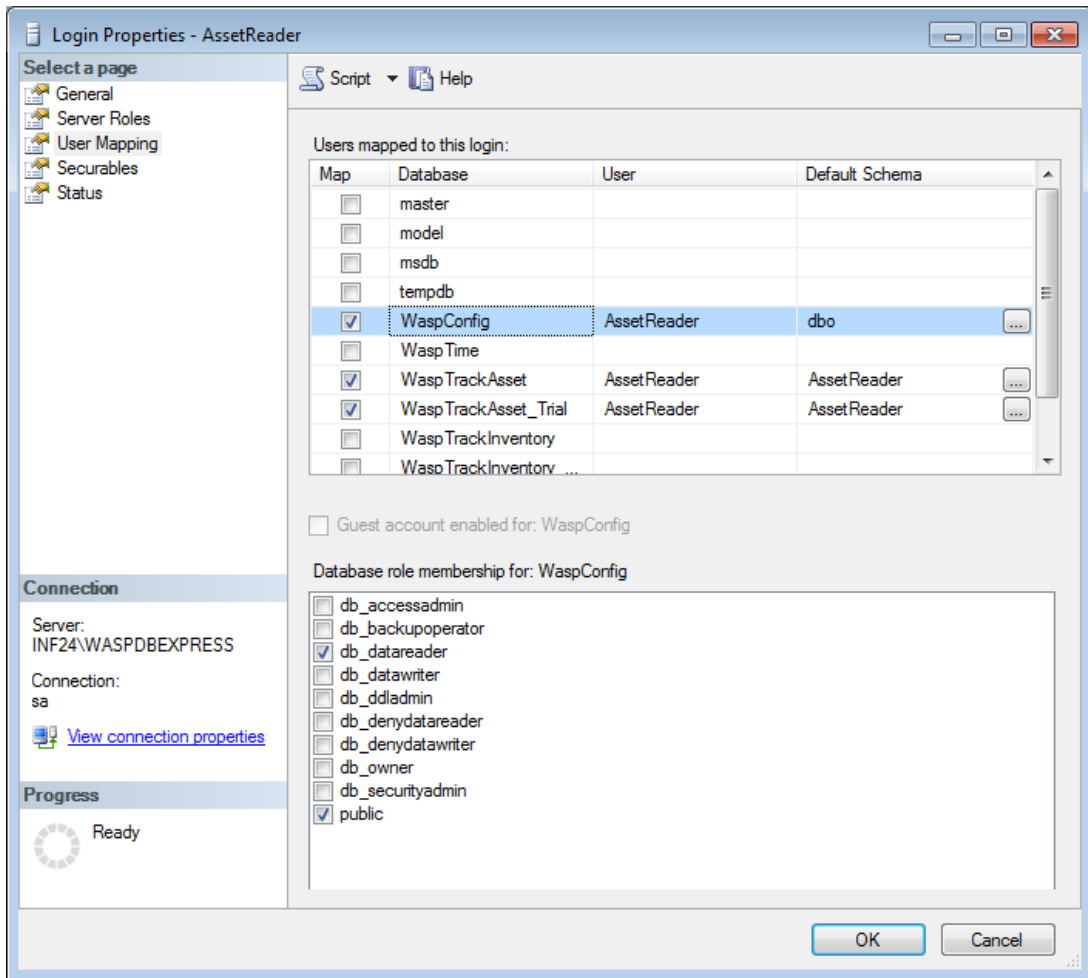 Login Properties - AssetReader
Select a page
General
Server Roles
User Mapping
Securables
Status
Script
Help
Users mapped to this login:
Map Database User Default Schema
master
model
msdb
tempdb
WaspConfig AssetReader dbo ...
WaspTime
WaspTrackAsset AssetReader AssetReader ...
WaspTrackAsset_Trial AssetReader AssetReader ...
WaspTrackInventory
WaspTrackInventory_...
Guest account enabled for: WaspConfig
Database role membership for: WaspConfig
db_accessadmin
db_backupoperator
db_datareader
db_datawriter
db_ddladmin
db_denydatareader
db_denydatawriter
db_owner
db_securityadmin
public
Connection
Server:
INF24\WASPDBEXPRESS
Connection:
sa
View connection properties
Progress
Ready
OK
Cancel